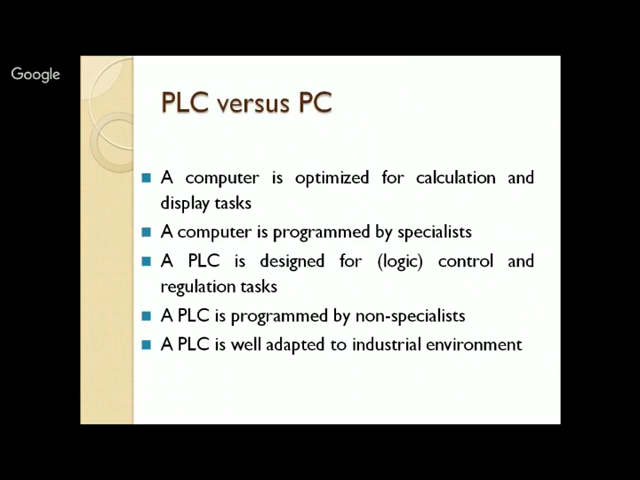 Google
PLC versus PC
A computer is optimized for calculation and
display tasks
A computer is programmed by specialists
A PLC is designed for (logic) control and
regulation tasks
A PLC is programmed by non-specialists
A PLC is well adapted to industrial environment